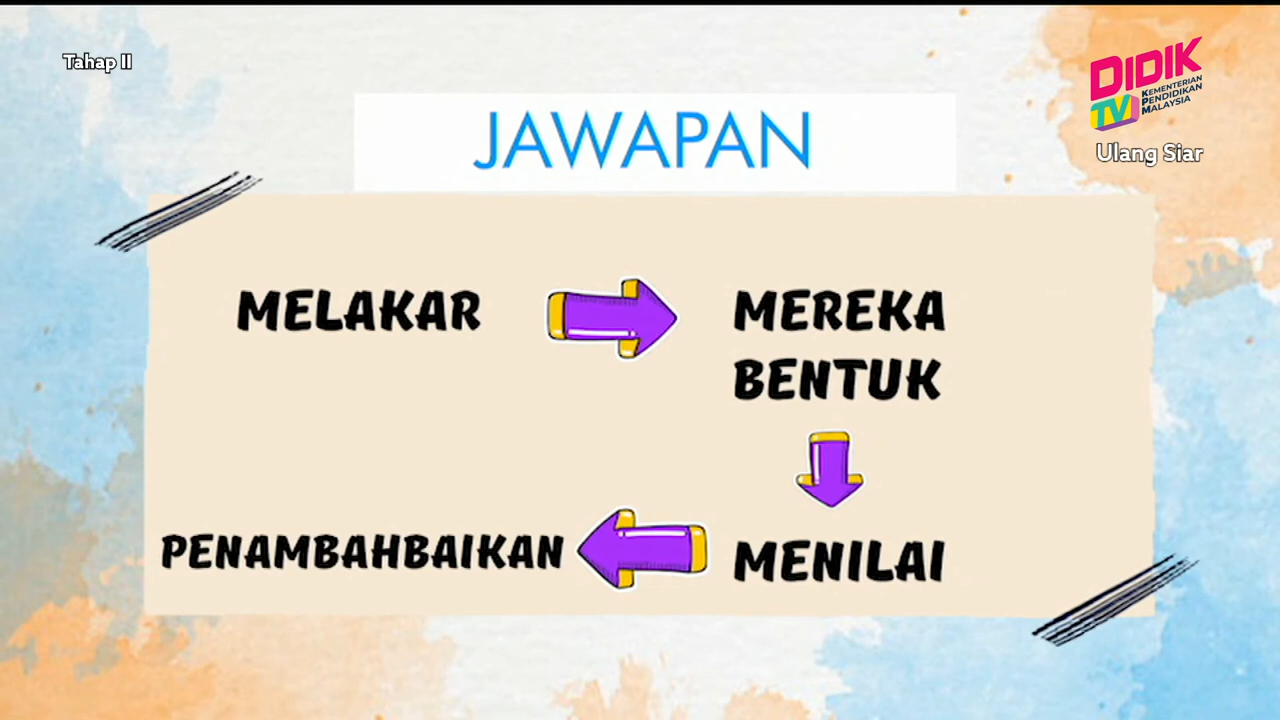 Tahap II
DIDIK
TV
KEMENTERIAN
PENDIDIKAN
MALAYSIA
Ulang Siar
JAWAPAN
MELAKAR
MEREKA
BENTUK
MENILAI
PENAMBAHBAIKAN